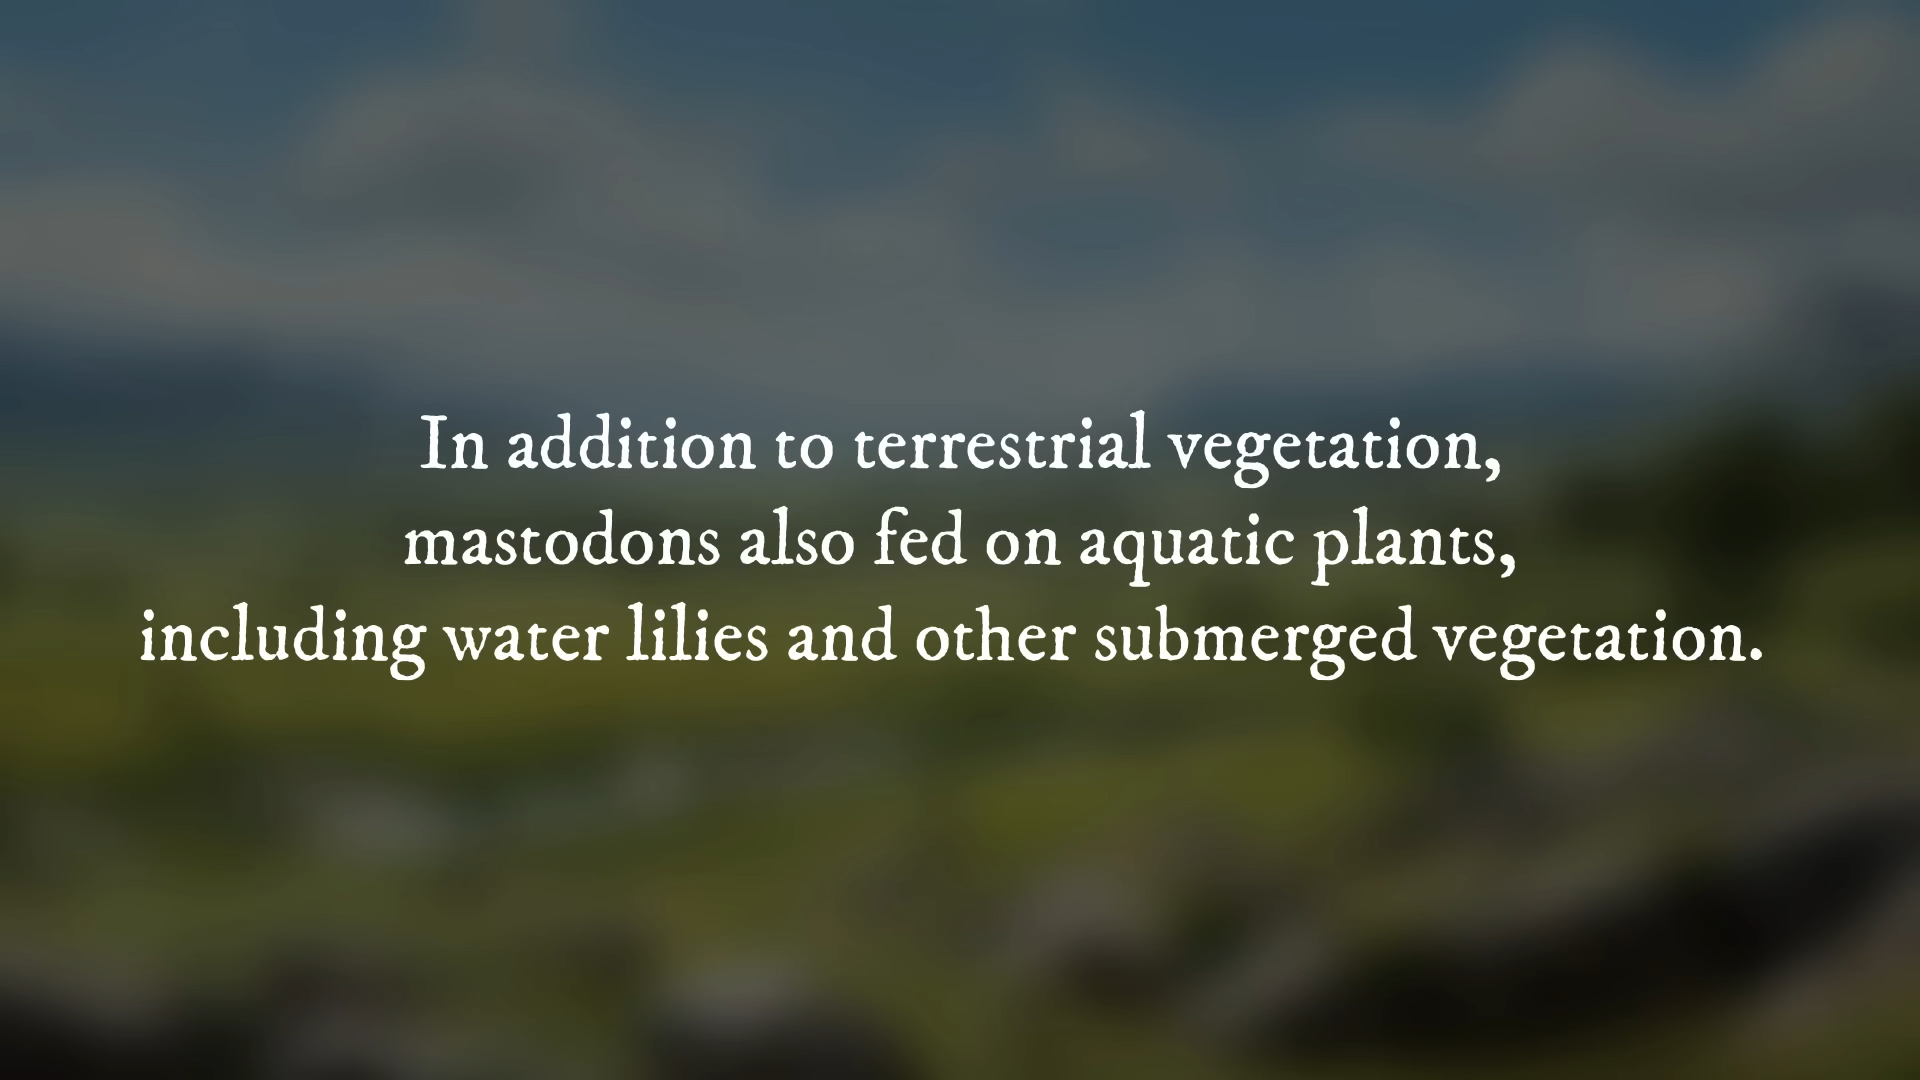 In addition to terrestrial vegetation,
mastodons also fed on aquatic plants,
including water lilies and other submerged vegetation.